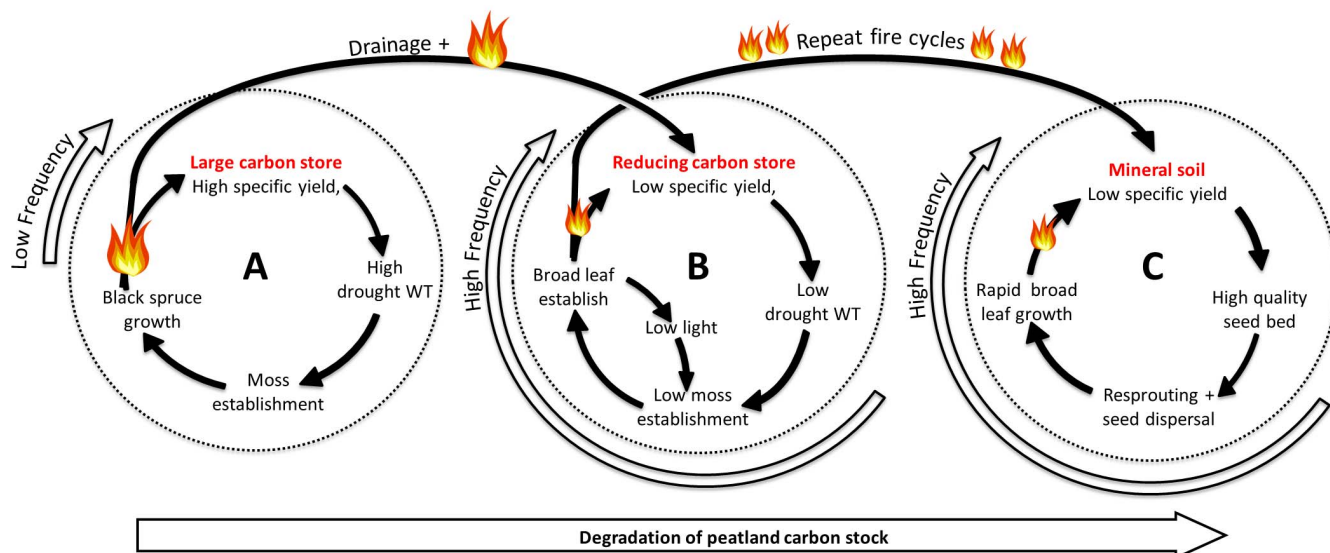 Drainage +
Repeat fire cycles
Low Frequency
Large carbon store
High specific yield,
A
High
drought WT
Moss
establishment
Black spruce
growth
High Frequency
Reducing carbon store
Low specific yield,
B
Low
drought WT
Low moss
establishment
Low light
Broad leaf
establish
High Frequency
Mineral soil
Low specific yield
C
High quality
seed bed
Resprouting +
seed dispersal
Rapid broad
leaf growth
Degradation of peatland carbon stock